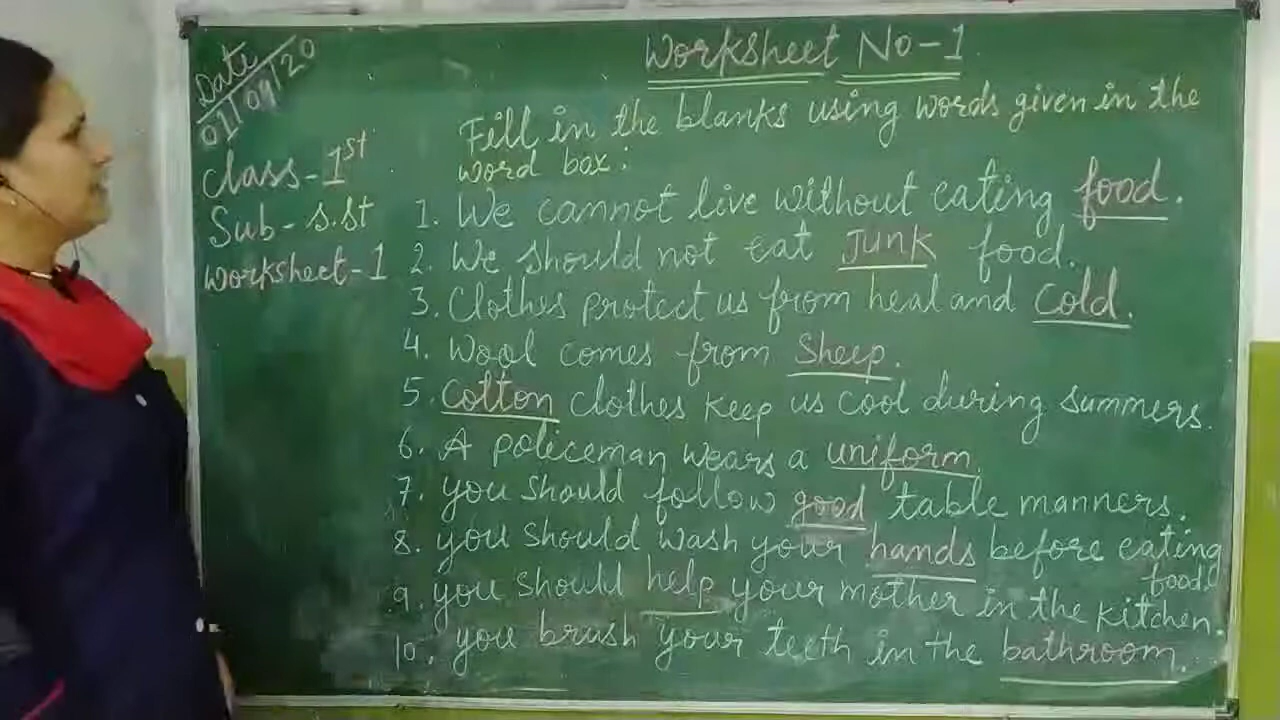 Date
01/09/20
Class-1st
Sub-s.st
Worksheet-1
Worksheet No-1
Fill in the blanks using words given in the
word box:
1. We cannot live without eating food.
2. We should not eat Junk food.
3. Clothes protect us from heat and cold.
4. Wool comes from sheep.
5. Cotton clothes keep us cool during summers.
6. A policeman wears a uniform.
7. you should follow good table manners.
8. you should wash your hands before eating
food.
9. you should help your mother in the kitchen.
10. you brush your teeth in the bathroom.